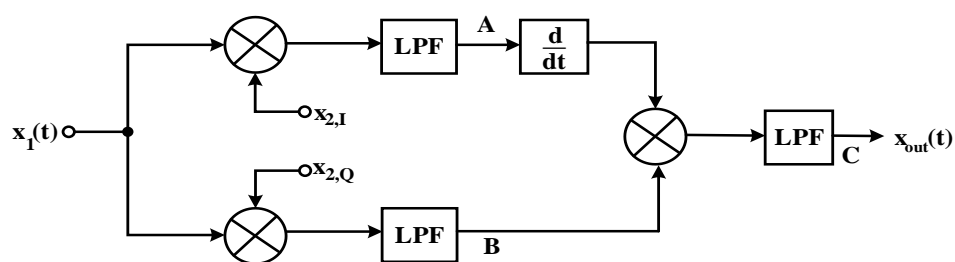 x1(t)
x2,I
LPF
A
d
dt
x2,Q
LPF
B
LPF
C
xout(t)